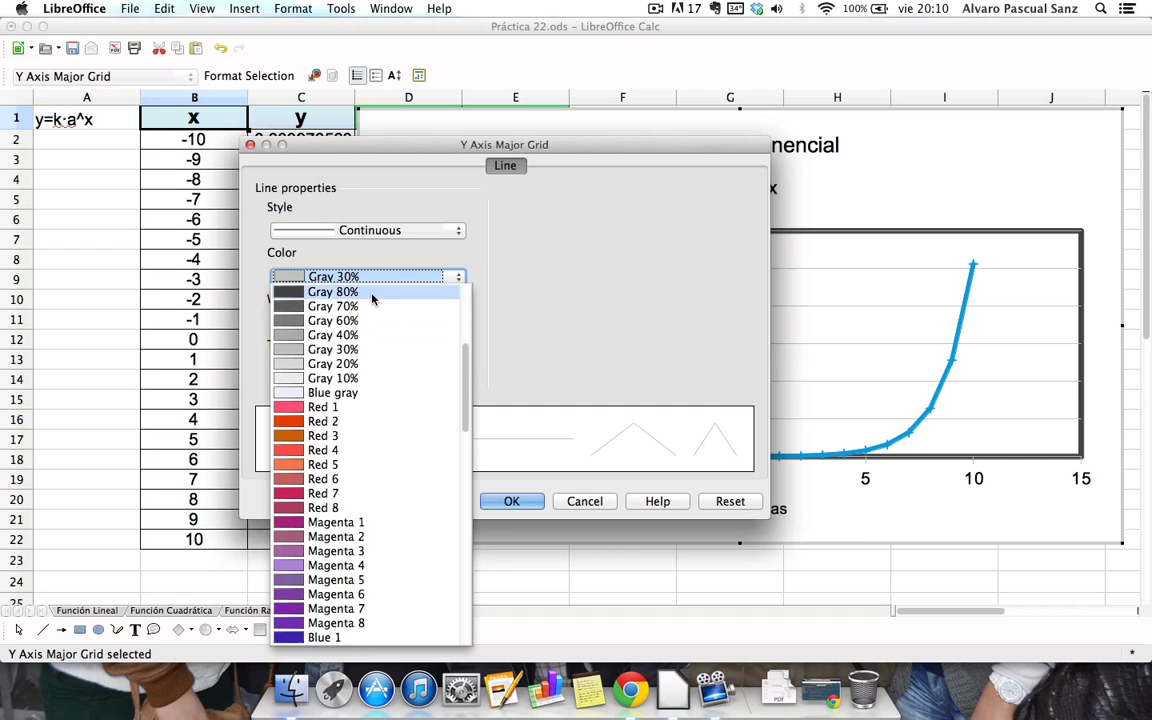 LibreOffice File Edit View Insert Format Tools Window Help A 17 34° 100% vie 20:10 Alvaro Pascual Sanz
Práctica 22.ods - LibreOffice Calc
Y Axis Major Grid Format Selection
A B C D E F G H I J
1 y=k·a^x x y
nencial
2 -10
Y Axis Major Grid
3 -9
Line
4 -8
Line properties
x
5 -7
Style
6 -6
Continuous
7 -5
Color
8 -4
Gray 30%
9 -3
Gray 80%
10 -2
Gray 70%
11 -1
Gray 60%
12 0
Gray 40%
13 1
Gray 30%
14 2
Gray 20%
Gray 10%
15 3
Blue gray
16 4
Red 1
17 5
Red 2
18 6
Red 3
Red 4
19 7
Red 5
5 10 15
20 8
Red 6
21 9
Red 7
OK Cancel Help Reset
Red 8
as
22 10
Magenta 1
23
Magenta 2
24
Magenta 3
Magenta 4
25
Magenta 5
Magenta 6
Función Lineal Función Cuadrática Función Ra
Magenta 7
Magenta 8
Blue 1
Y Axis Major Grid selected *
PDF